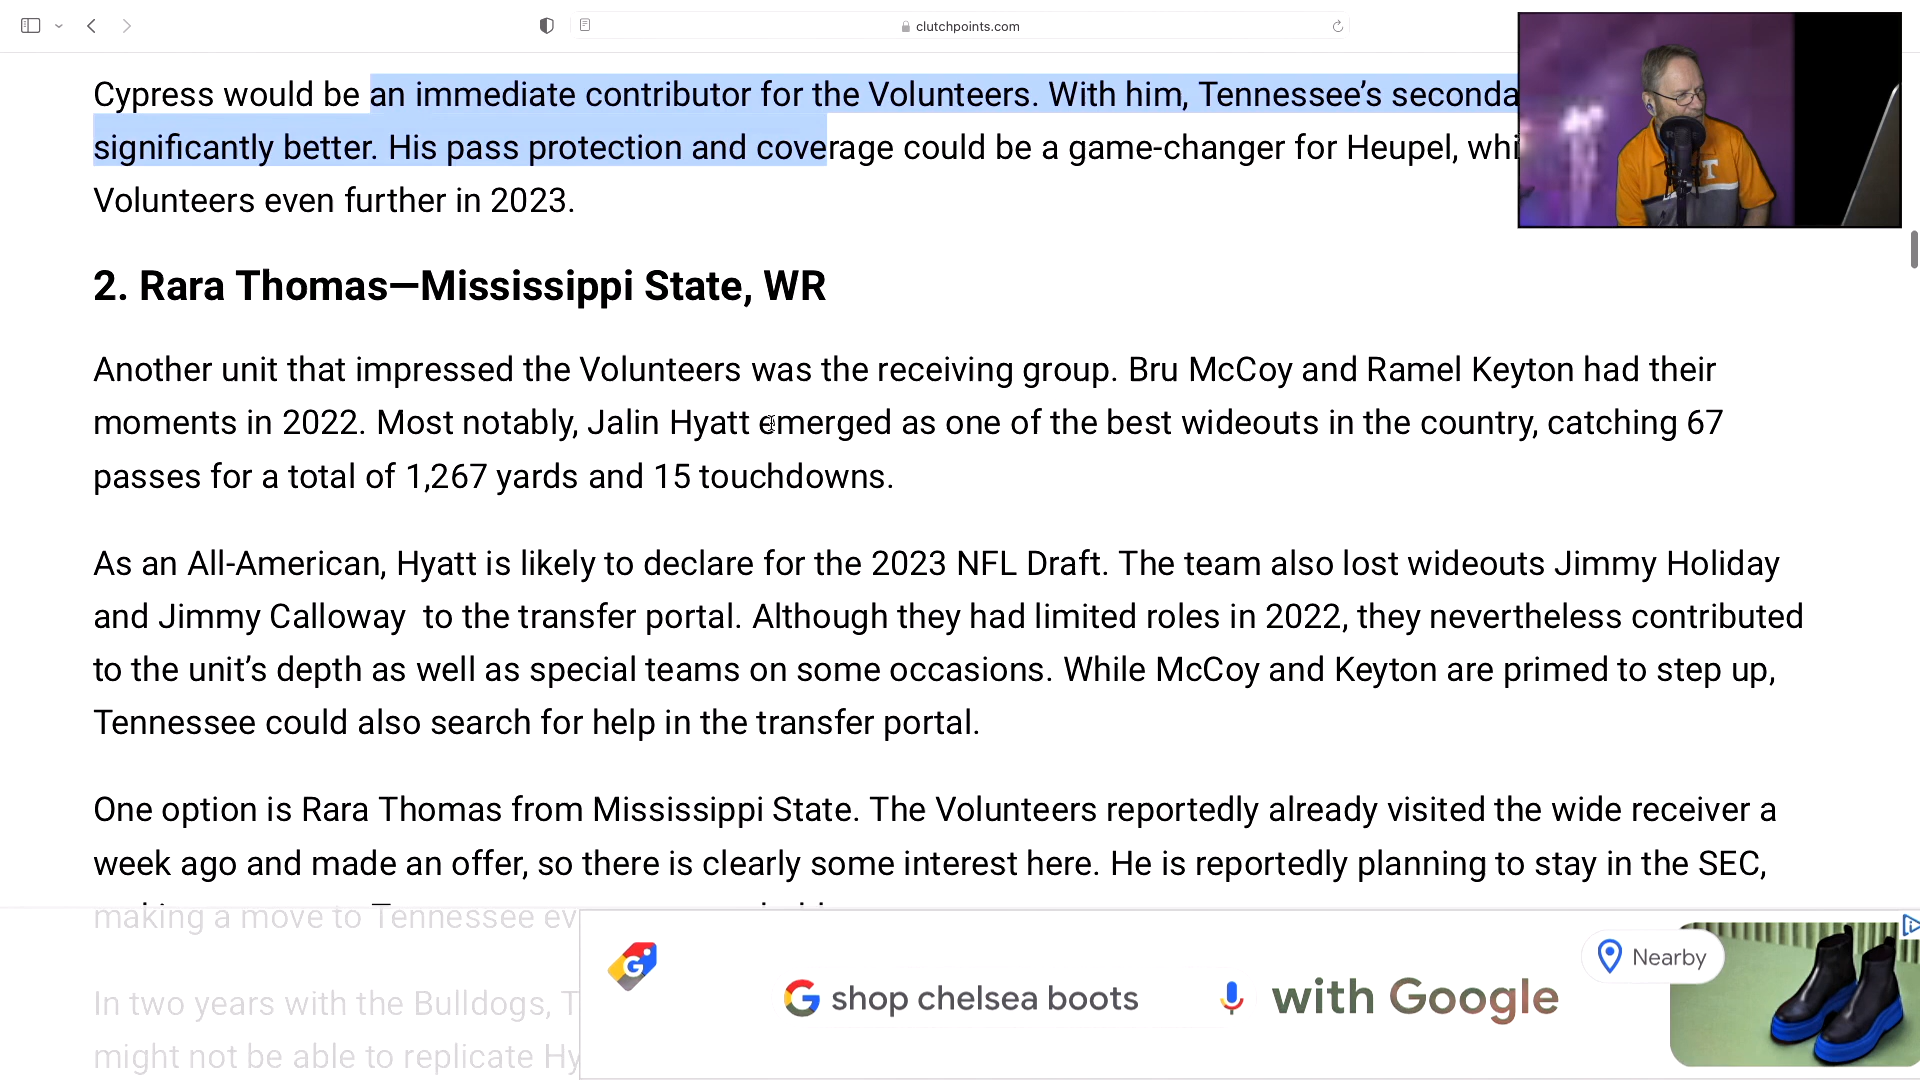 clutchpoints.com
Cypress would be an immediate contributor for the Volunteers. With him, Tennessee’s seconda
significantly better. His pass protection and coverage could be a game-changer for Heupel, whi
Volunteers even further in 2023.
2. Rara Thomas—Mississippi State, WR
Another unit that impressed the Volunteers was the receiving group. Bru McCoy and Ramel Keyton had their
moments in 2022. Most notably, Jalin Hyatt emerged as one of the best wideouts in the country, catching 67
passes for a total of 1,267 yards and 15 touchdowns.
As an All-American, Hyatt is likely to declare for the 2023 NFL Draft. The team also lost wideouts Jimmy Holiday
and Jimmy Calloway to the transfer portal. Although they had limited roles in 2022, they nevertheless contributed
to the unit’s depth as well as special teams on some occasions. While McCoy and Keyton are primed to step up,
Tennessee could also search for help in the transfer portal.
One option is Rara Thomas from Mississippi State. The Volunteers reportedly already visited the wide receiver a
week ago and made an offer, so there is clearly some interest here. He is reportedly planning to stay in the SEC,
making a move to Tennessee ev
In two years with the Bulldogs, T
might not be able to replicate Hy
G
G shop chelsea boots with Google
Nearby
T